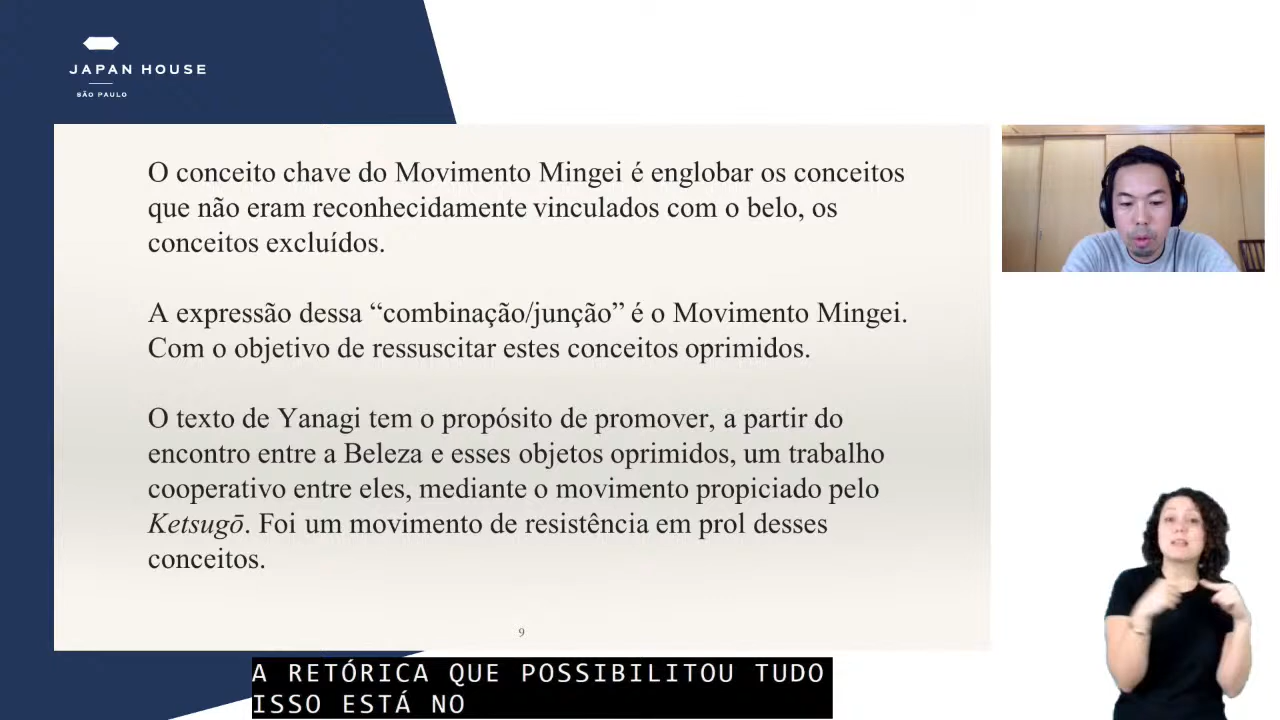 JAPAN HOUSE
SÃO PAULO
O conceito chave do Movimento Mingei é englobar os conceitos
que não eram reconhecidamente vinculados com o belo, os
conceitos excluídos.
A expressão dessa “combinação/junção” é o Movimento Mingei.
Com o objetivo de ressuscitar estes conceitos oprimidos.
O texto de Yanagi tem o propósito de promover, a partir do
encontro entre a Beleza e esses objetos oprimidos, um trabalho
cooperativo entre eles, mediante o movimento propiciado pelo
Ketsugō. Foi um movimento de resistência em prol desses
conceitos.
9
A RETÓRICA QUE POSSIBILITOU TUDO
ISSO ESTÁ NO